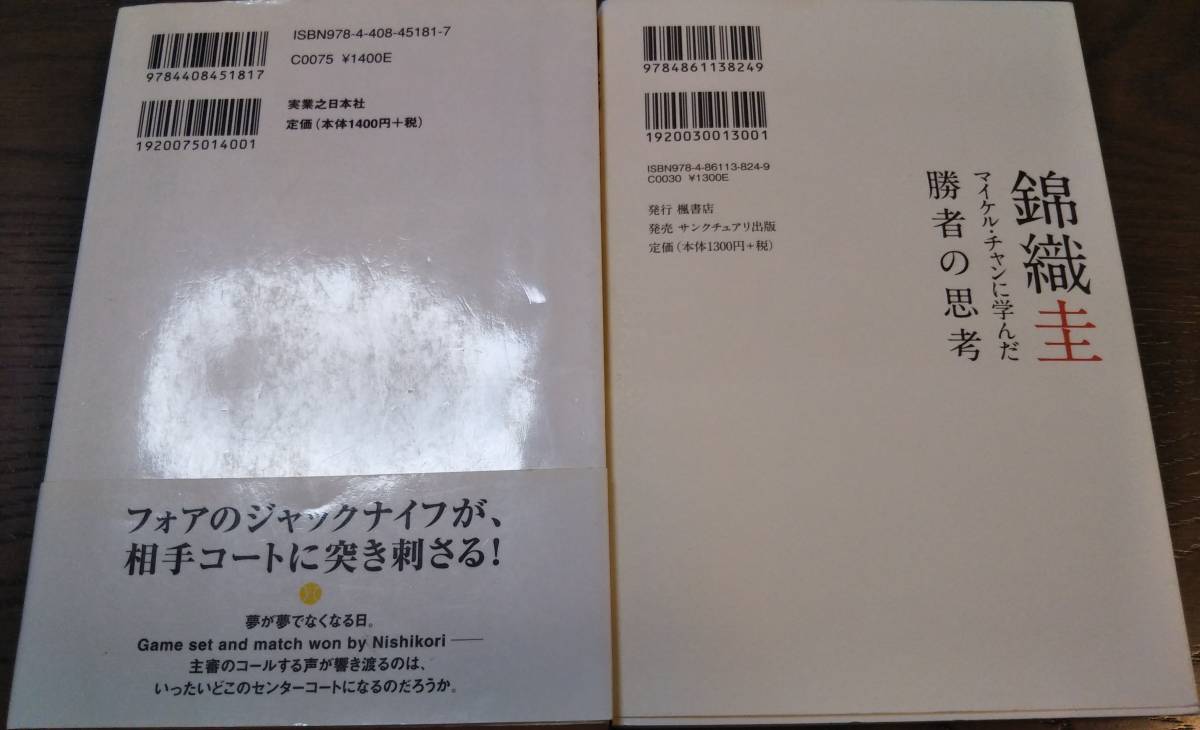 ISBN978-4-408-45181-7
C0075 ¥1400E
9784408451817
実業之日本社
定価(本体1400円+税)
1920075014001
フォアのジャックナイフが、
相手コートに突き刺さる!
夢が夢でなくなる日。
Game set and match won by Nishikori――
主審のコールする声が響き渡るのは、
いったいどこのセンターコートになるのだろうか。
9784861138249
1920030013001
ISBN978-4-86113-824-9
C0030 ¥1300E
発行 楓書店
発売 サンクチュアリ出版
定価(本体1300円+税)
錦織圭
マイケル・チャンに学んだ
勝者の思考